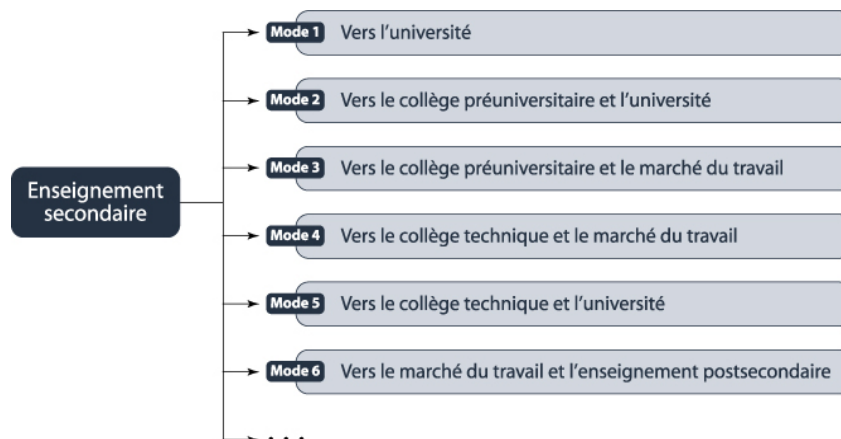 Mode 1 Vers l'université
Mode 2 Vers le collège préuniversitaire et l'université
Mode 3 Vers le collège préuniversitaire et le marché du travail
Enseignement
secondaire
Mode 4 Vers le collège technique et le marché du travail
Mode 5 Vers le collège technique et l'université
Mode 6 Vers le marché du travail et l'enseignement postsecondaire
...